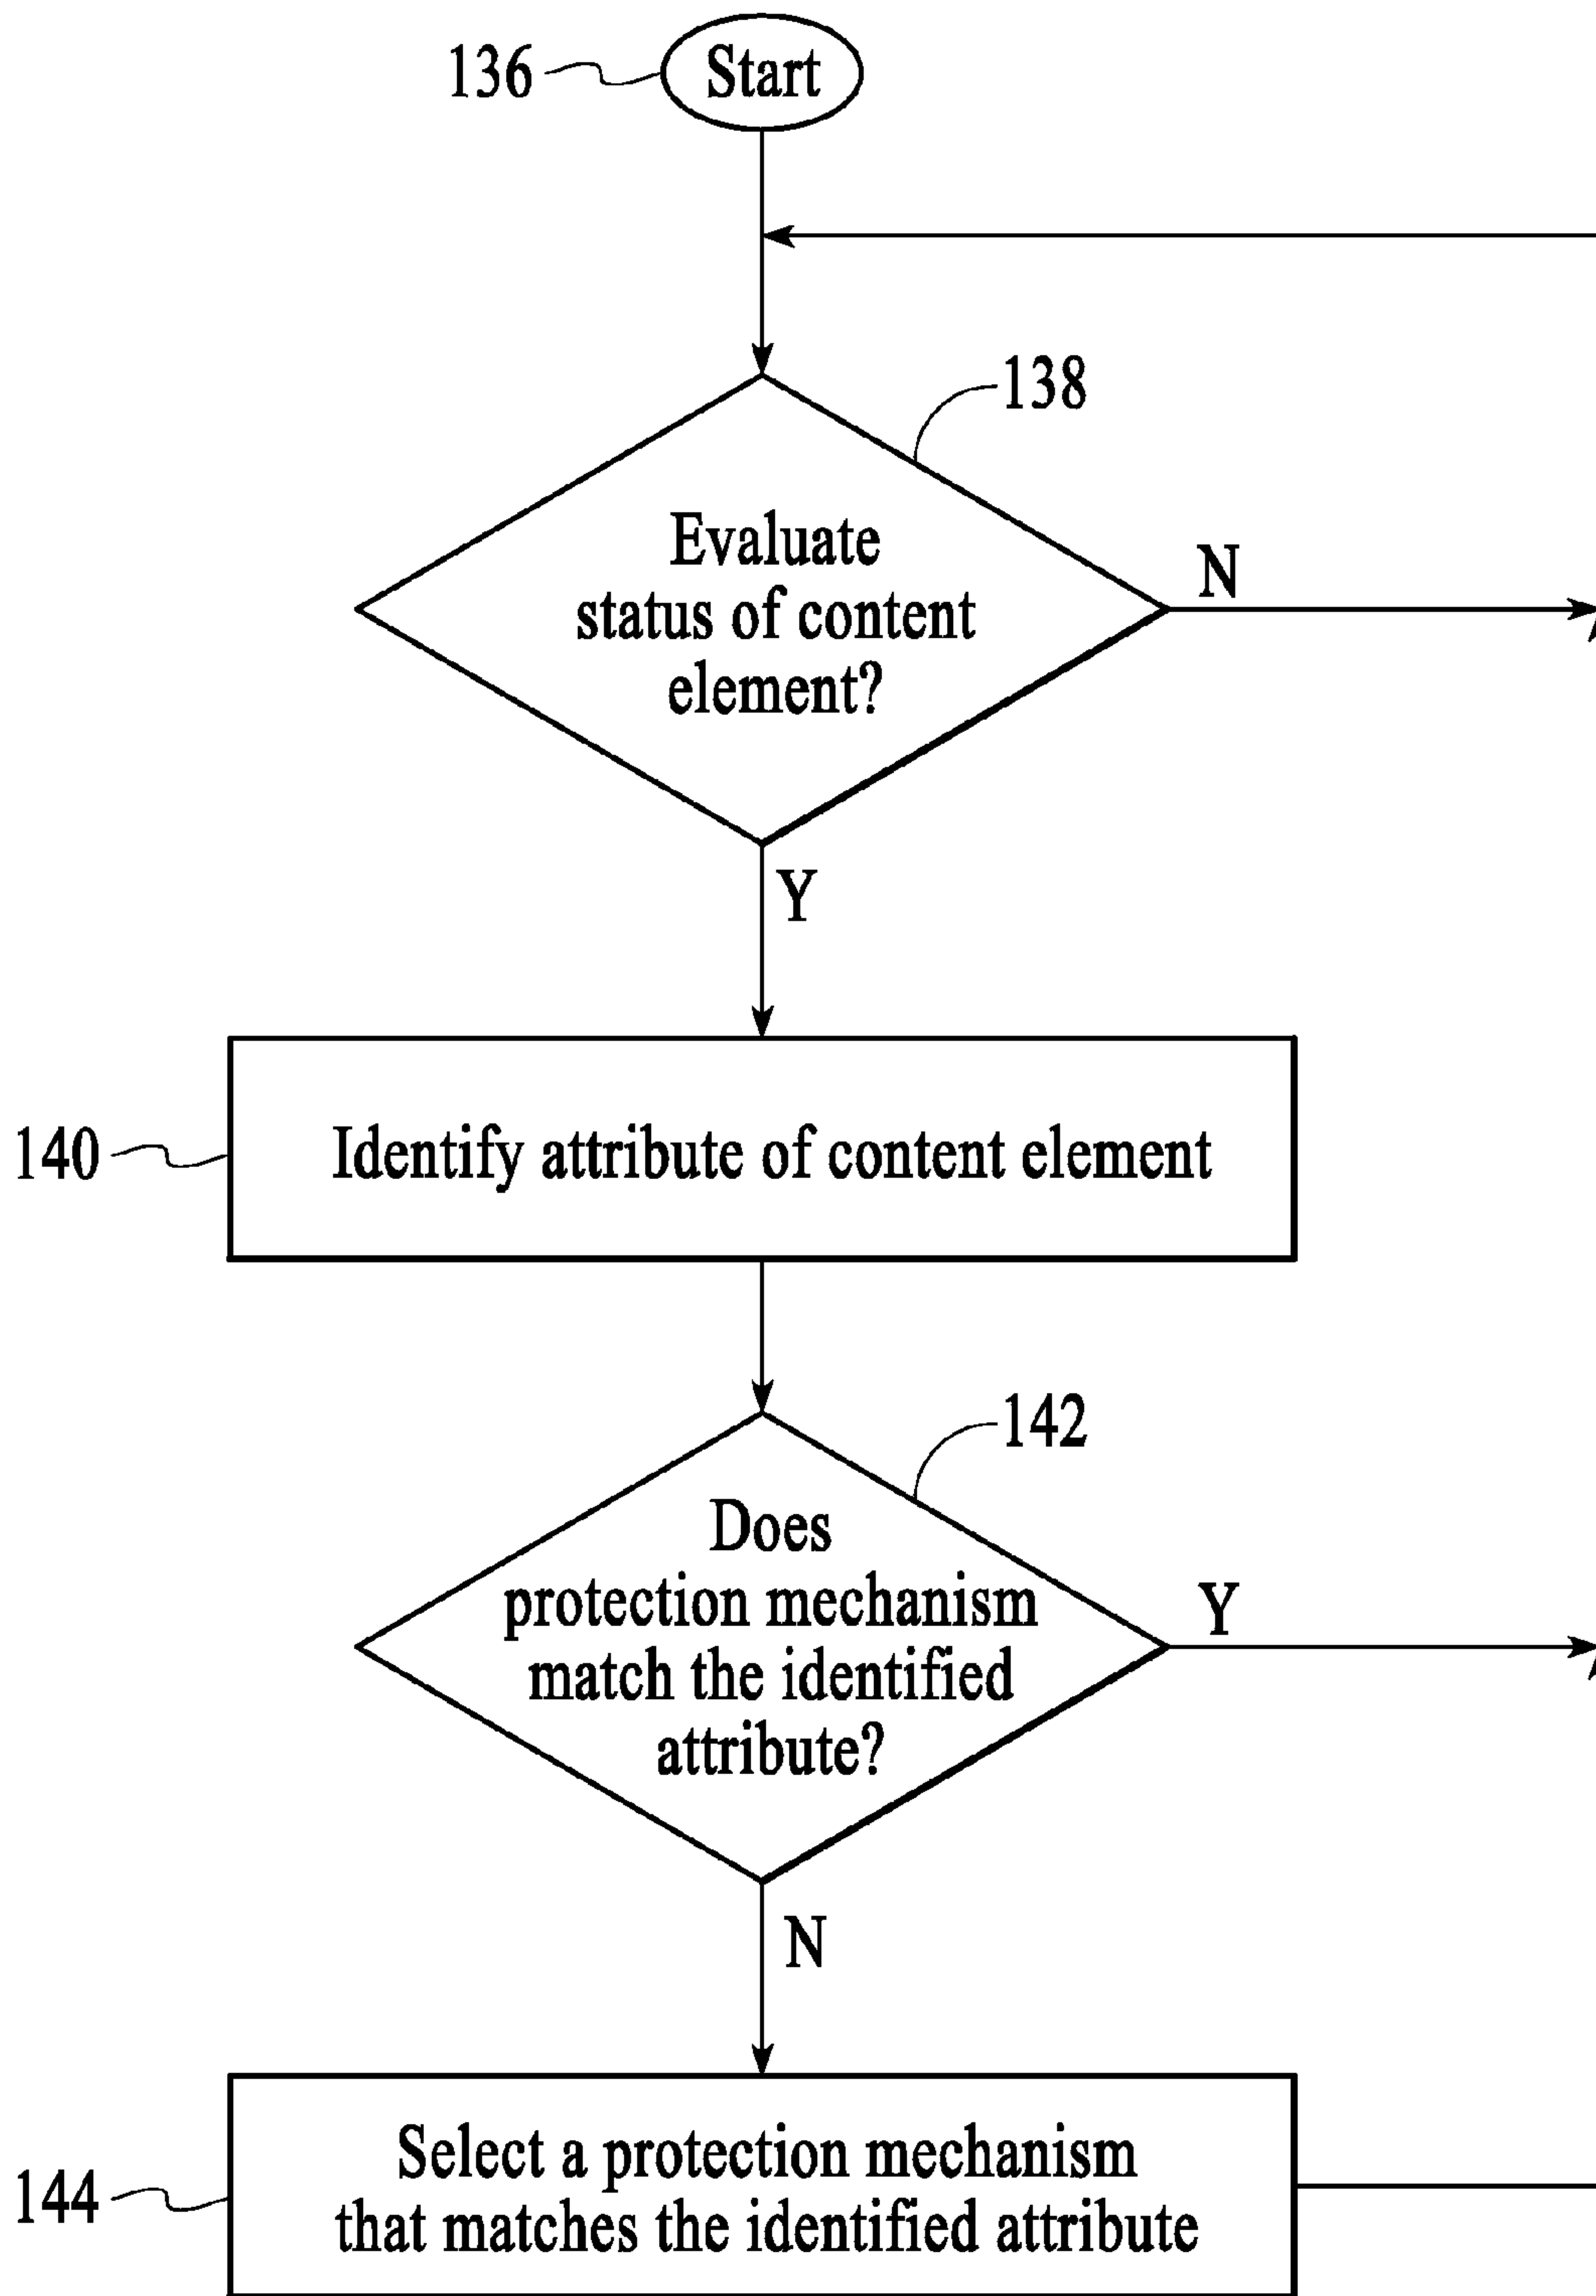 136
Start
138
Evaluate
status of content
element?
N
Y
140
Identify attribute of content element
142
Does
protection mechanism
match the identified
attribute?
Y
N
144
Select a protection mechanism
that matches the identified attribute